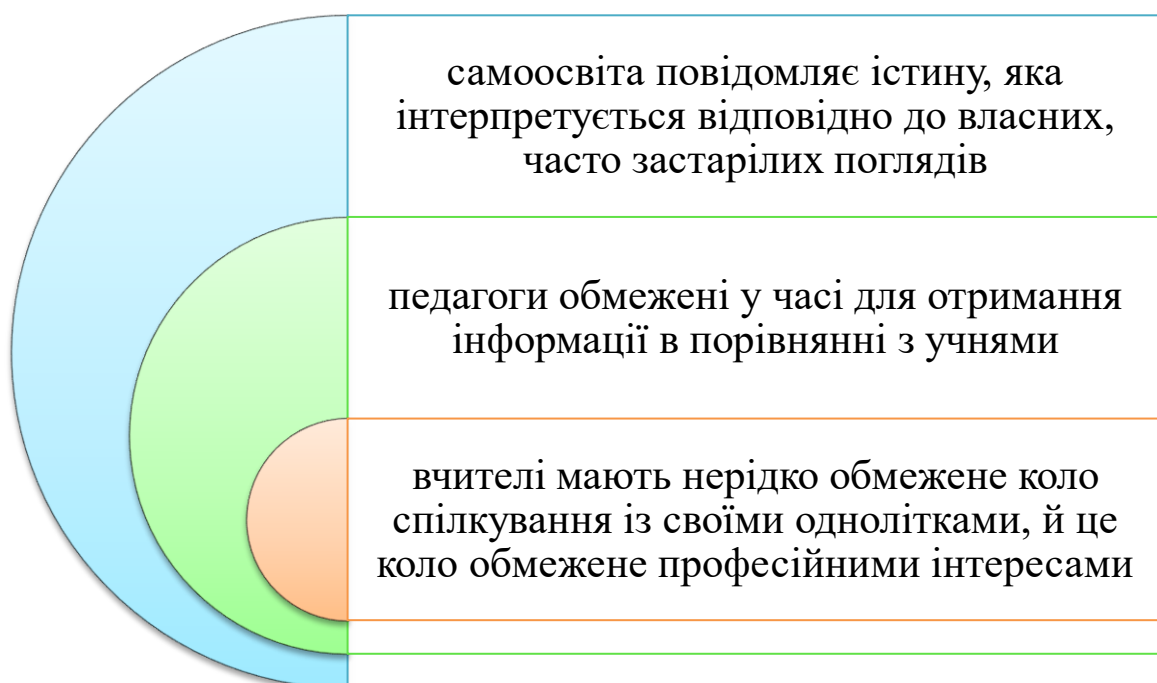 самоосвіта повідомляє істину, яка
інтерпретується відповідно до власних,
часто застарілих поглядів
педагоги обмежені у часі для отримання
інформації в порівнянні з учнями
вчителі мають нерідко обмежене коло
спілкування із своїми однолітками, й це
коло обмежене професійними інтересами